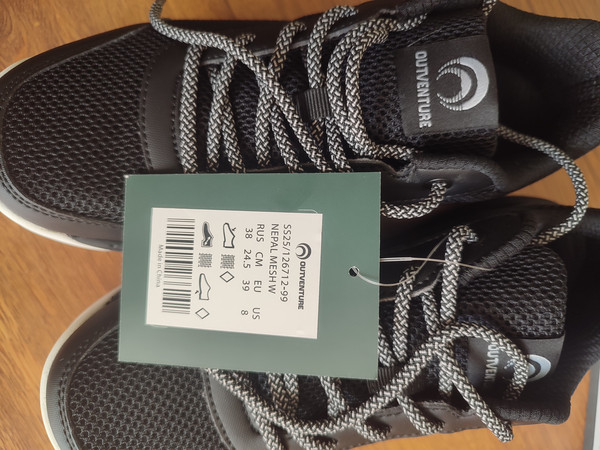 OUTVENTURE
OUTVENTURE
SS25/126712-99
NEPAL MESH W
RUS CM EU US
38 24.5 39 8
Made in China